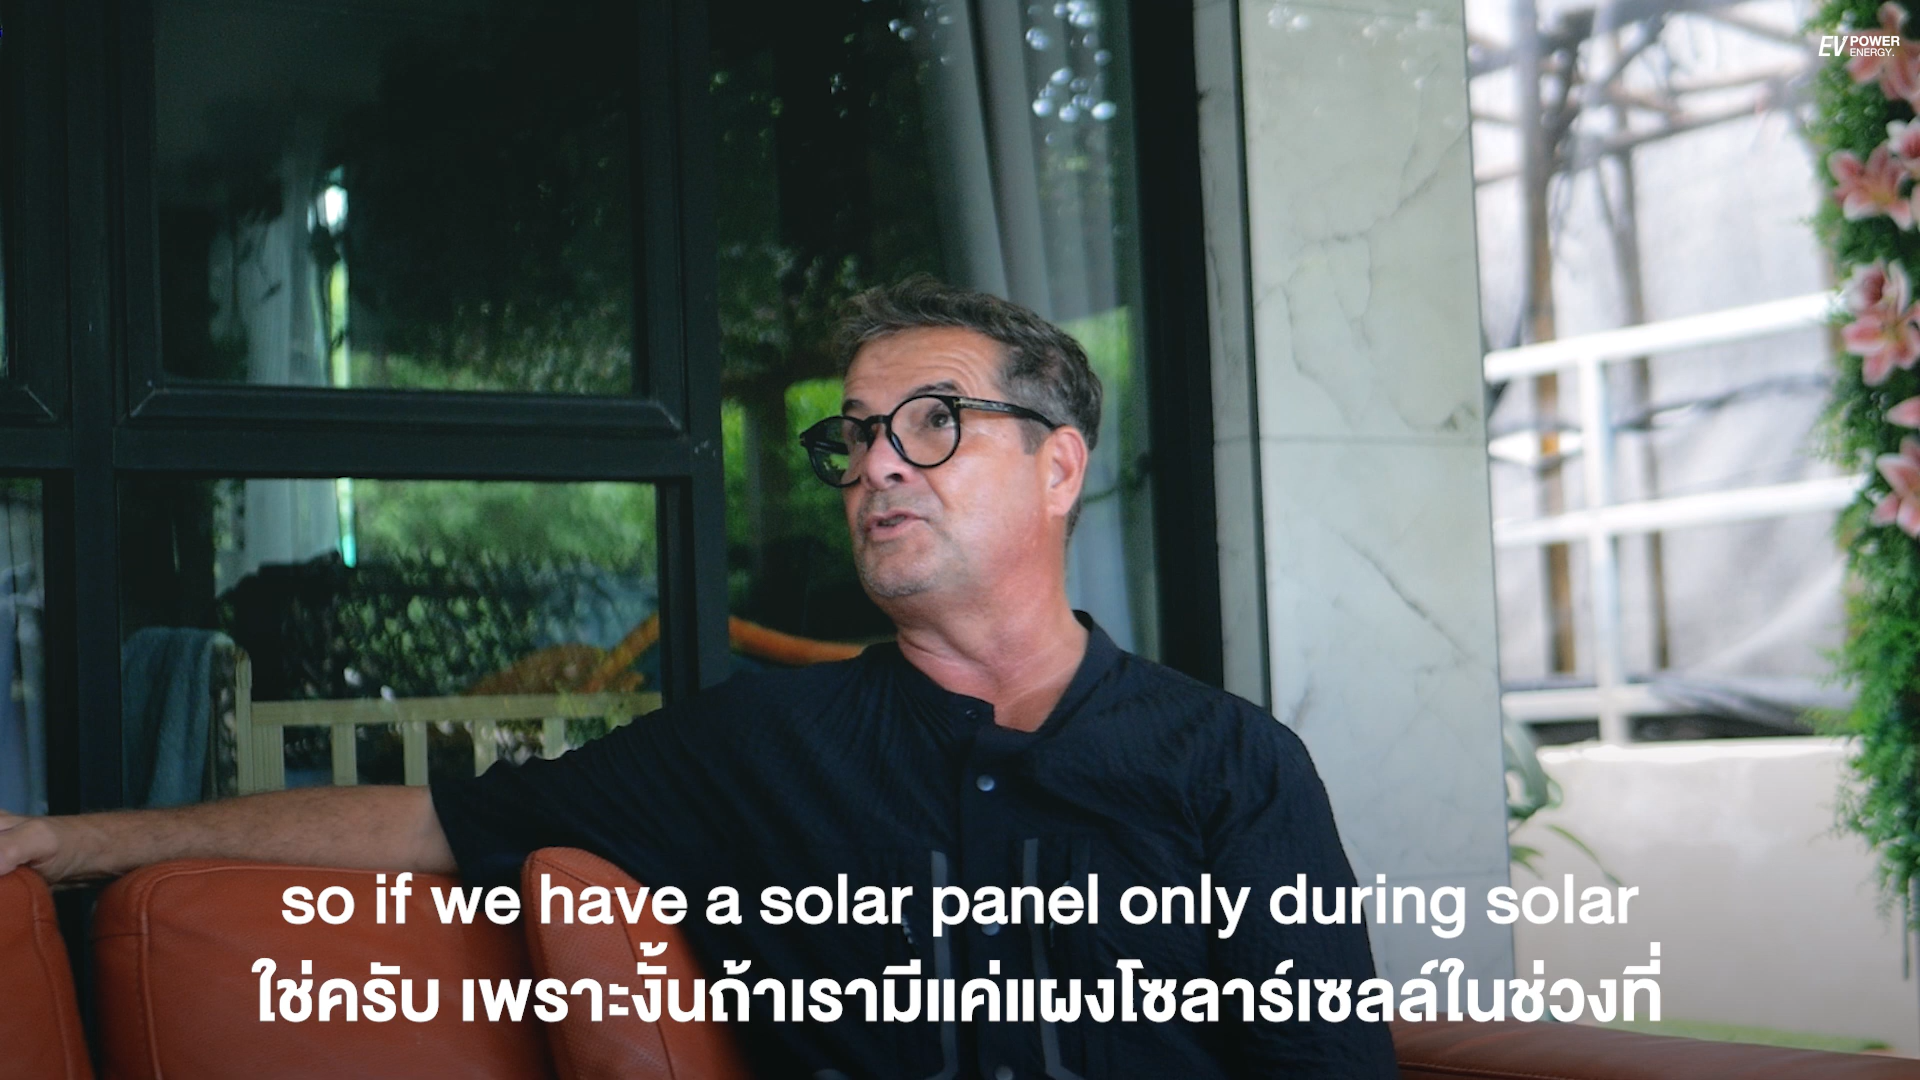 EV POWER
ENERGY.
so if we have a solar panel only during solar
ใช่ครับ เพราะงั้นถ้าเรามีแค่แผงโซลาร์เซลล์ในช่วงที่